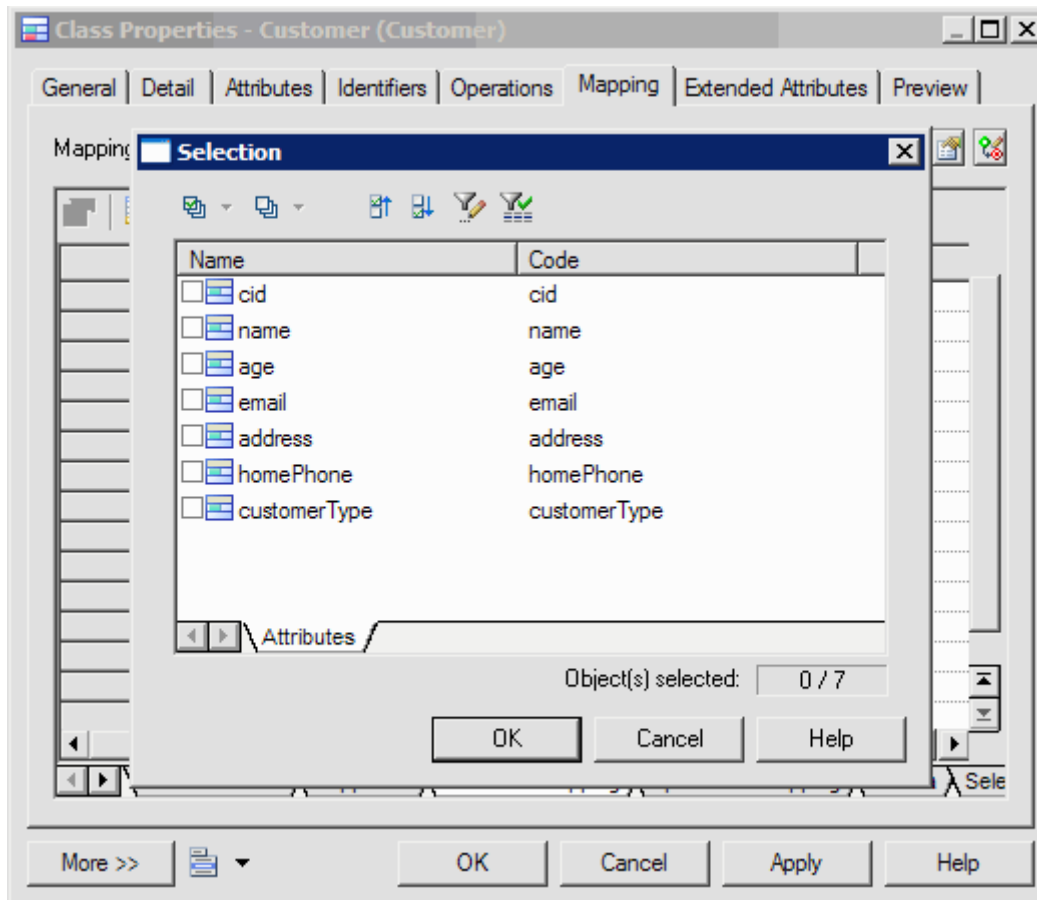 Class Properties - Customer (Customer)
General Detail Attributes Identifiers Operations Mapping Extended Attributes Preview
Mapping
Selection
Name Code
cid cid
name name
age age
email email
address address
homePhone homePhone
customerType customerType
Attributes
Object(s) selected: 0 / 7
OK Cancel Help
Sele
More >> OK Cancel Apply Help